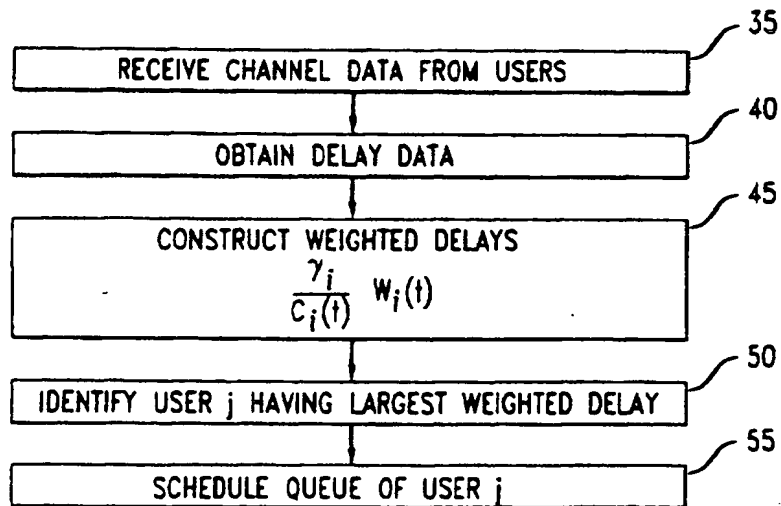 35
RECEIVE CHANNEL DATA FROM USERS
40
OBTAIN DELAY DATA
45
CONSTRUCT WEIGHTED DELAYS
γi
Ci(t) Wi(t)
50
IDENTIFY USER j HAVING LARGEST WEIGHTED DELAY
55
SCHEDULE QUEUE OF USER j